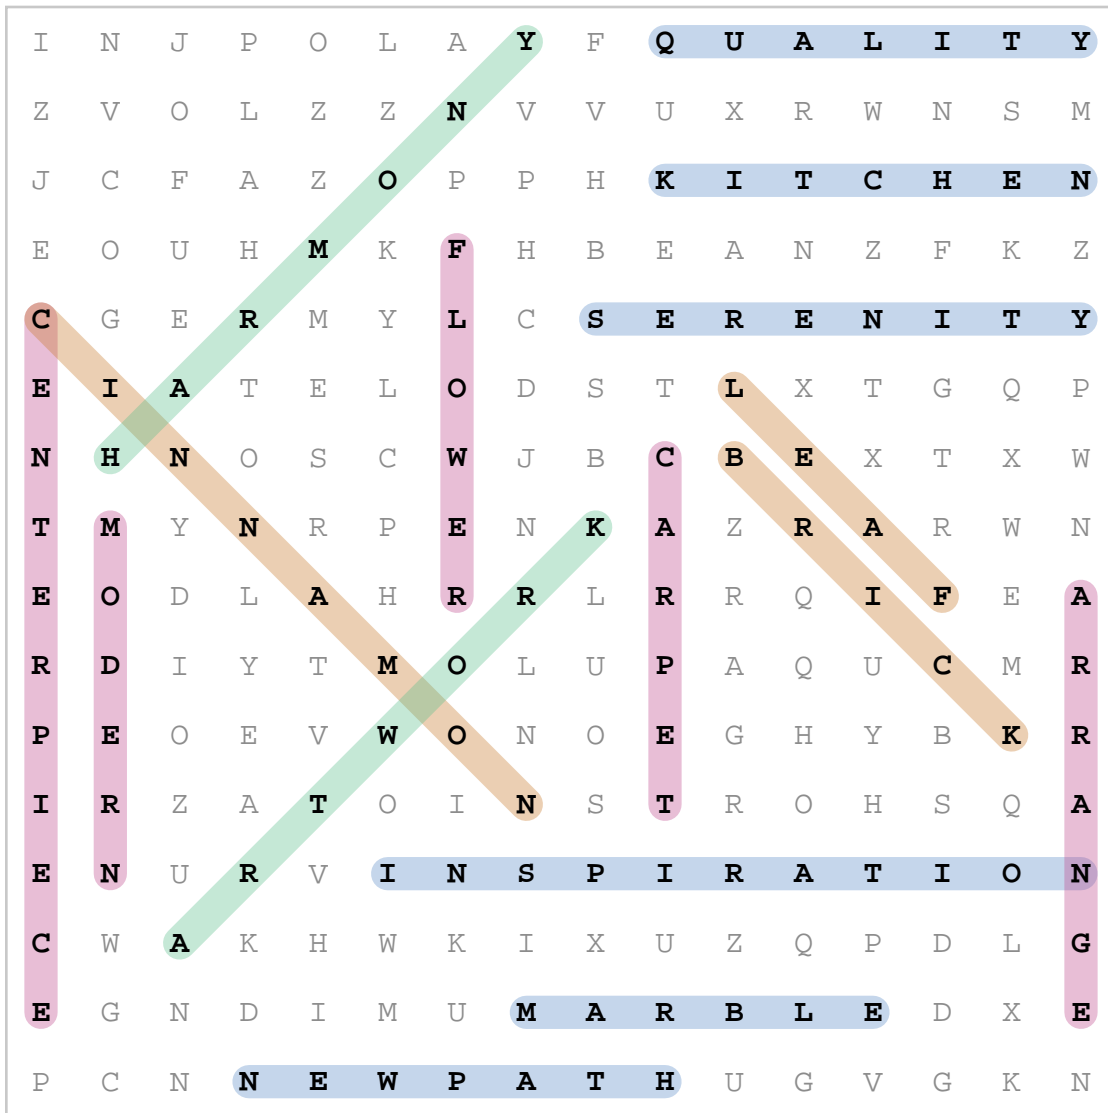 I N J P O L A Y F Q U A L I T Y
Z V O L Z Z N V V U X R W N S M
J C F A Z O P P H K I T C H E N
E O U H M K F H B E A N Z F K Z
C G E R M Y L C S E R E N I T Y
E I A T E L O D S T L X T G Q P
N H N O S C W J B C B E X T X W
T M Y N R P E N K A Z R A R W N
E O D L A H R R L R R Q I F E A
R D I Y T M O L U P A Q U C M R
P E O E V W O N O E G H Y B K R
I R Z A T O I N S T R O H S Q A
E N U R V I N S P I R A T I O N
C W A K H W K I X U Z Q P D L G
E G N D I M U M A R B L E D X E
P C N N E W P A T H U G V G K N